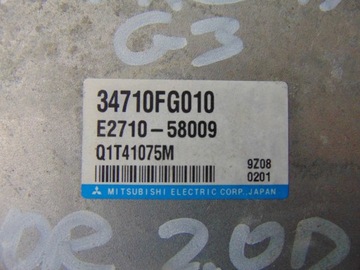 G3
34710FG010
E2710-58009
Q1T41075M
9Z08
0201
MITSUBISHI ELECTRIC CORP., JAPAN
2.0D